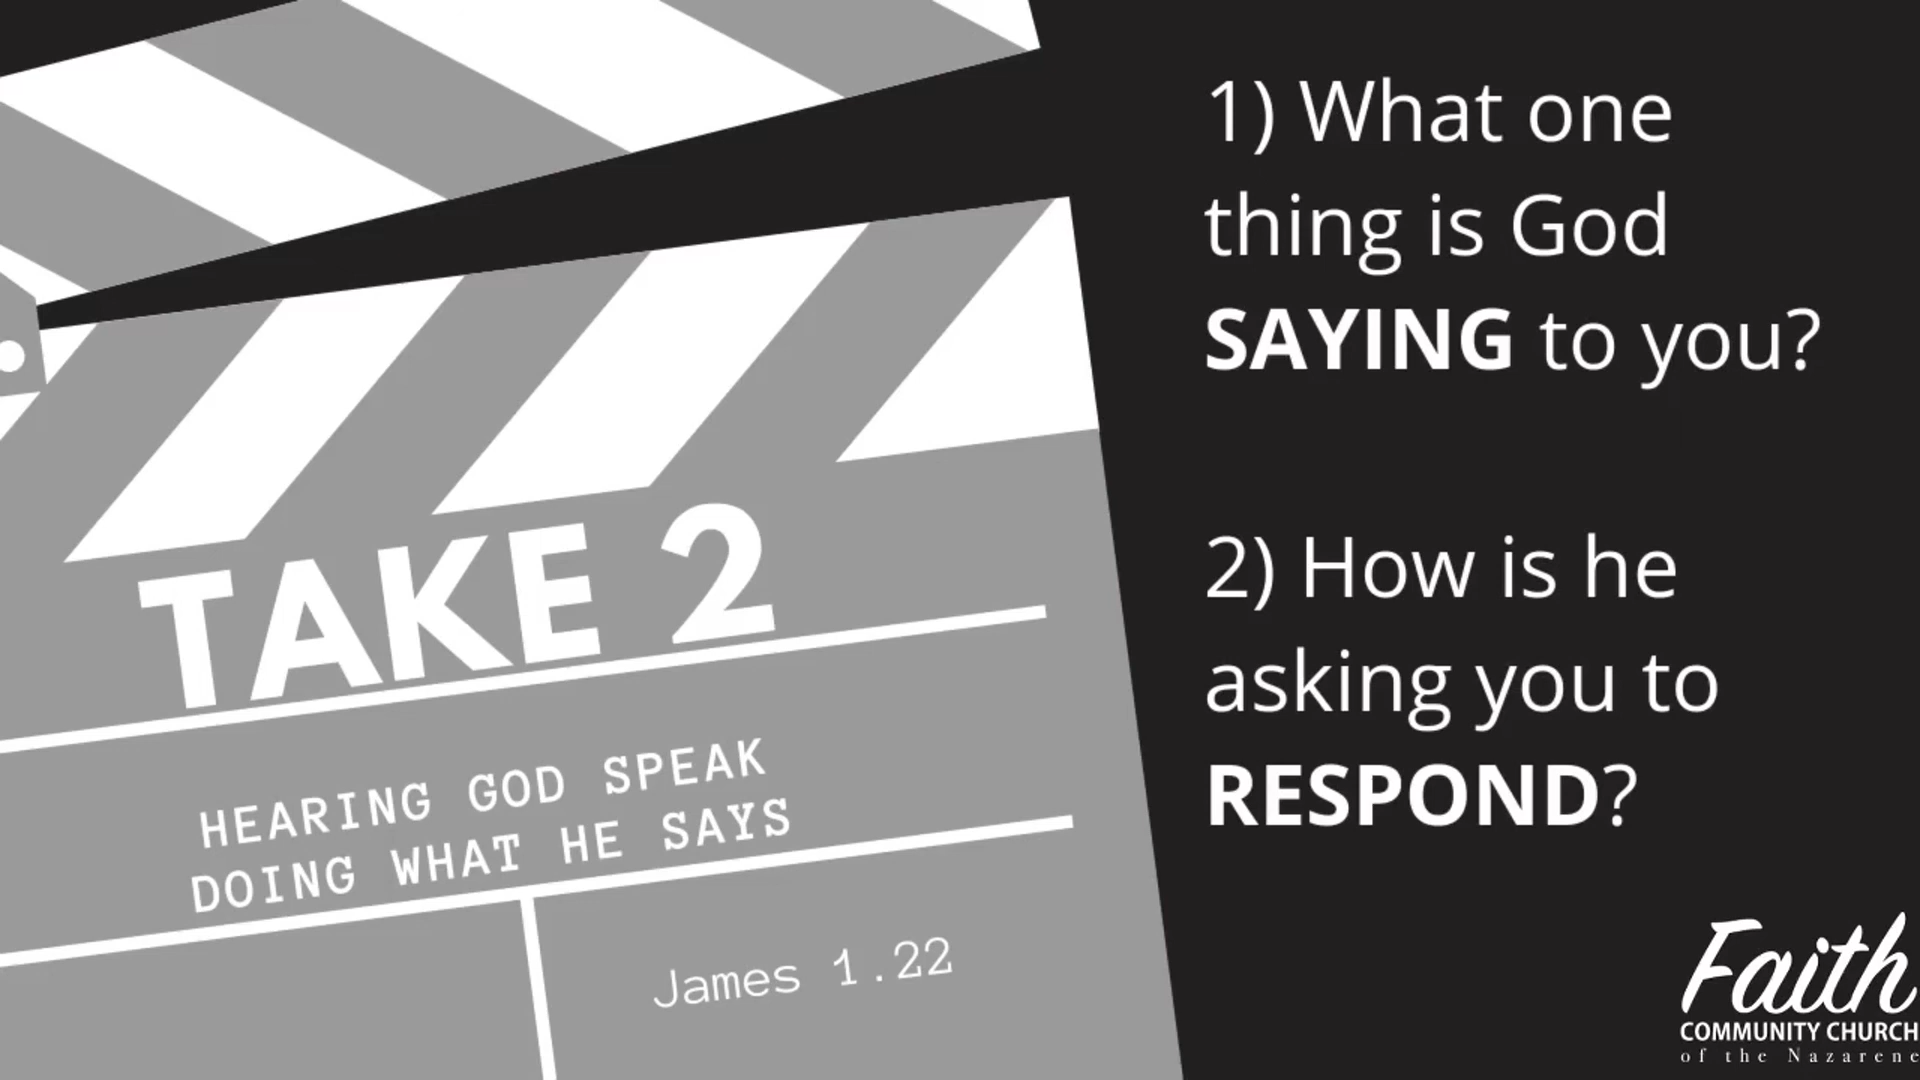 TAKE 2
HEARING GOD SPEAK
DOING WHAT HE SAYS
James 1.22
1) What one
thing is God
SAYING to you?
2) How is he
asking you to
RESPOND?
Faith
COMMUNITY CHURCH
of the Nazarene